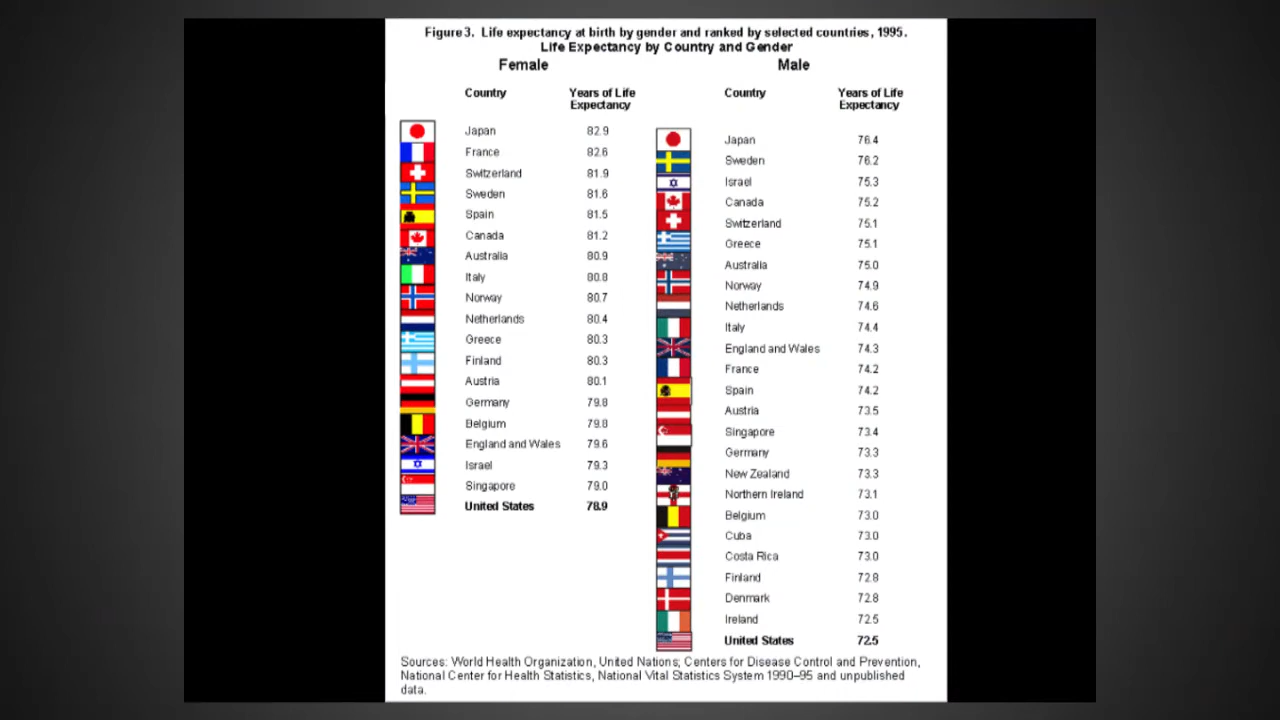 Figure 3. Life expectancy at birth by gender and ranked by selected countries, 1995.
Life Expectancy by Country and Gender
Female
Country Years of Life Expectancy
Japan 82.9
France 82.6
Switzerland 81.9
Sweden 81.6
Spain 81.5
Canada 81.2
Australia 80.9
Italy 80.8
Norway 80.7
Netherlands 80.4
Greece 80.3
Finland 80.3
Austria 80.1
Germany 79.8
Belgium 79.8
England and Wales 79.6
Israel 79.3
Singapore 79.0
United States 78.9
Male
Country Years of Life Expectancy
Japan 76.4
Sweden 76.2
Israel 75.3
Canada 75.2
Switzerland 75.1
Greece 75.1
Australia 75.0
Norway 74.9
Netherlands 74.6
Italy 74.4
England and Wales 74.3
France 74.2
Spain 74.2
Austria 73.5
Singapore 73.4
Germany 73.3
New Zealand 73.3
Northern Ireland 73.1
Belgium 73.0
Cuba 73.0
Costa Rica 73.0
Finland 72.8
Denmark 72.8
Ireland 72.5
United States 72.5
Sources: World Health Organization, United Nations; Centers for Disease Control and Prevention,
National Center for Health Statistics, National Vital Statistics System 1990–95 and unpublished
data.